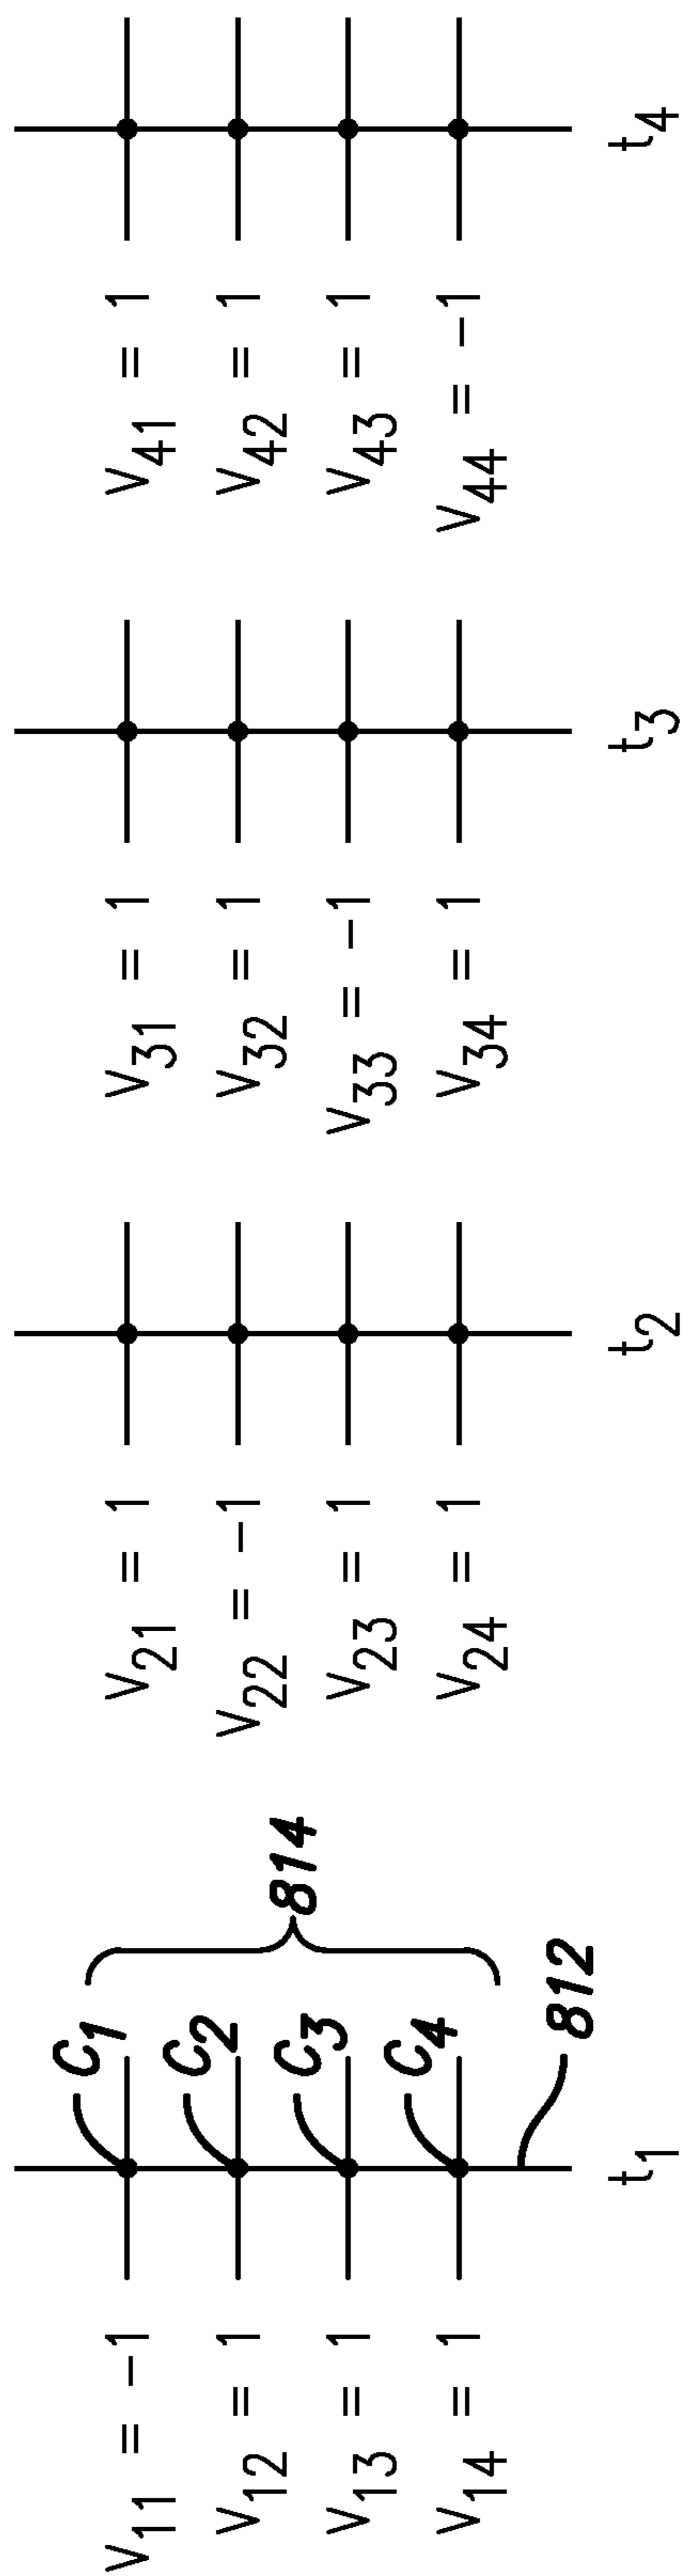 V11 = -1
V12 = 1
V13 = 1
V14 = 1
C1
C2
C3
C4
814
812
t1
V21 = 1
V22 = -1
V23 = 1
V24 = 1
t2
V31 = 1
V32 = 1
V33 = -1
V34 = 1
t3
V41 = 1
V42 = 1
V43 = 1
V44 = -1
t4